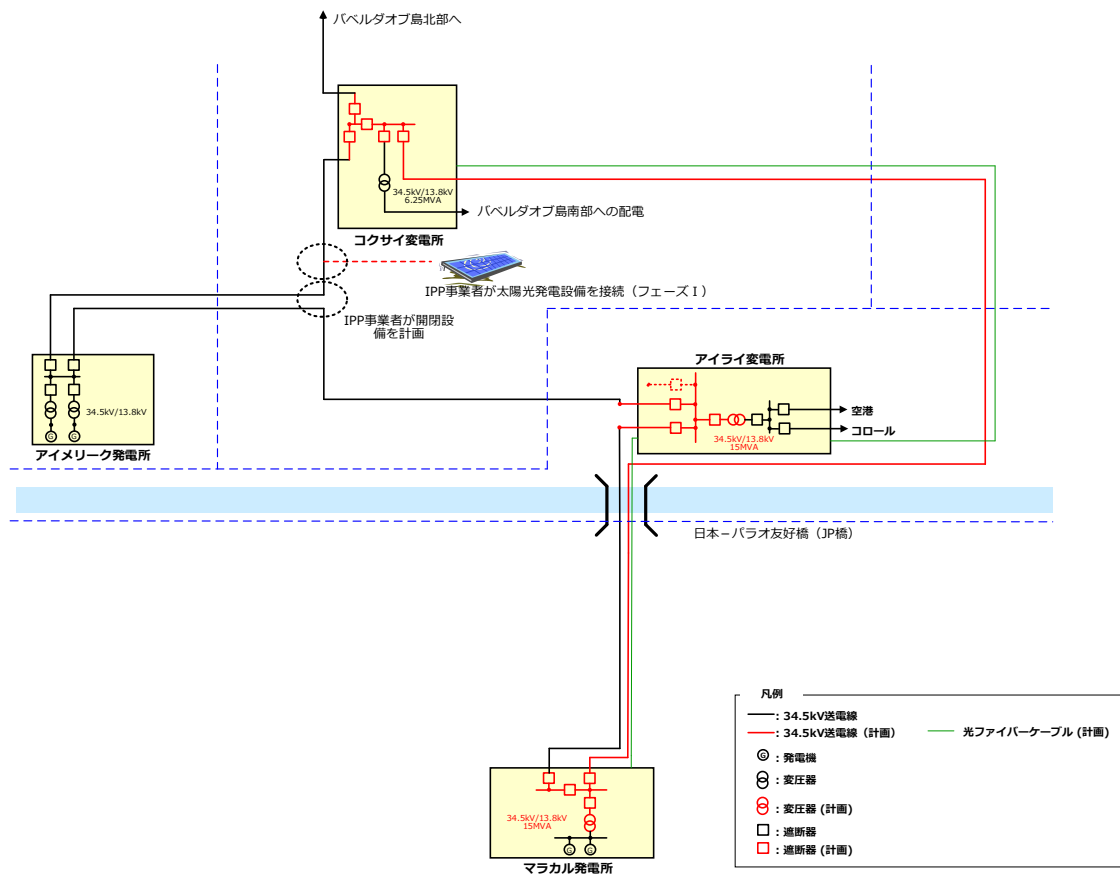 バベルダオブ島北部へ
34.5kV/13.8kV
6.25MVA
バベルダオブ島南部への配電
コクサイ変電所
IPP事業者が太陽光発電設備を接続（フェーズⅠ）
IPP事業者が開閉設
備を計画
34.5kV/13.8kV
G
G
アイメリーク発電所
アイライ変電所
空港
コロール
34.5kV/13.8kV
15MVA
日本－パラオ友好橋（JP橋）
34.5kV/13.8kV
15MVA
G
G
マラカル発電所
凡例
: 34.5kV送電線
: 34.5kV送電線（計画）
光ファイバーケーブル (計画)
G
: 発電機
: 変圧器
: 変圧器 (計画)
: 遮断器
: 遮断器 (計画)